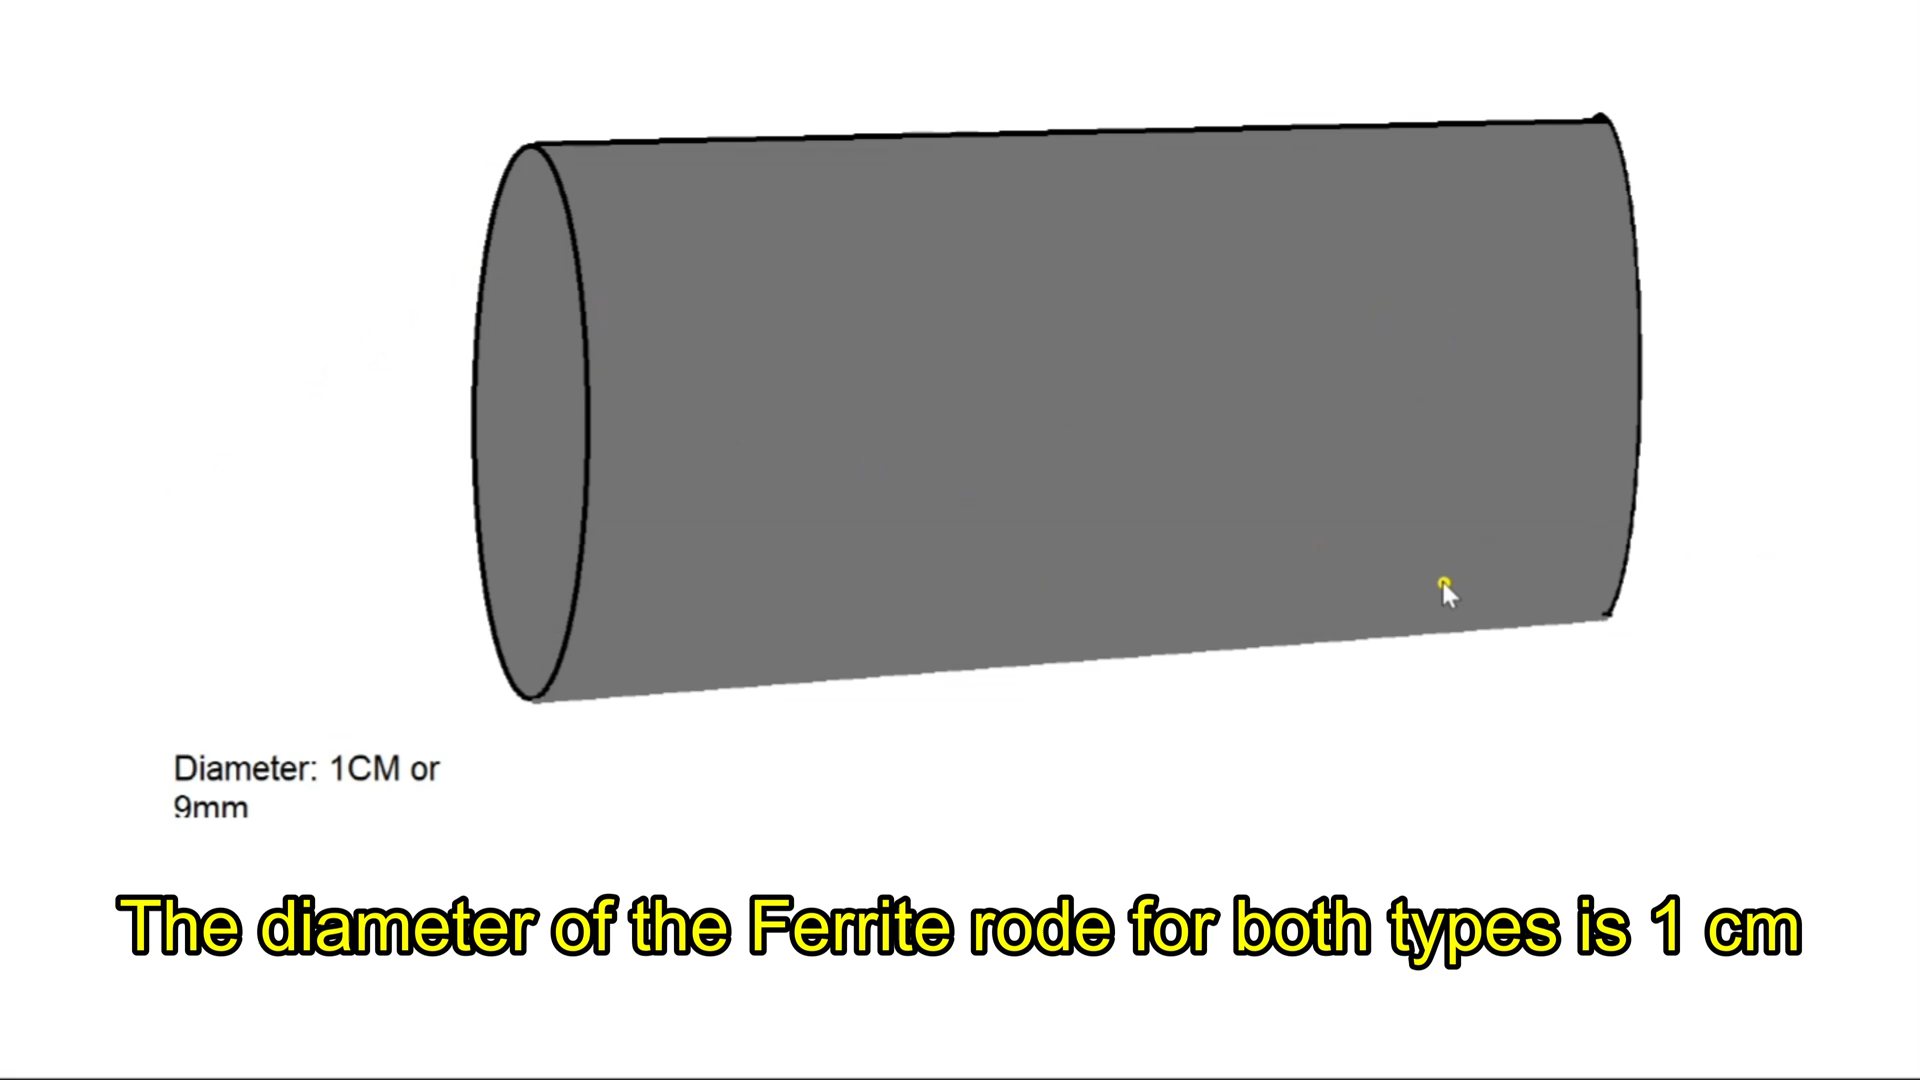 Diameter: 1CM or
9mm
The diameter of the Ferrite rode for both types is 1 cm